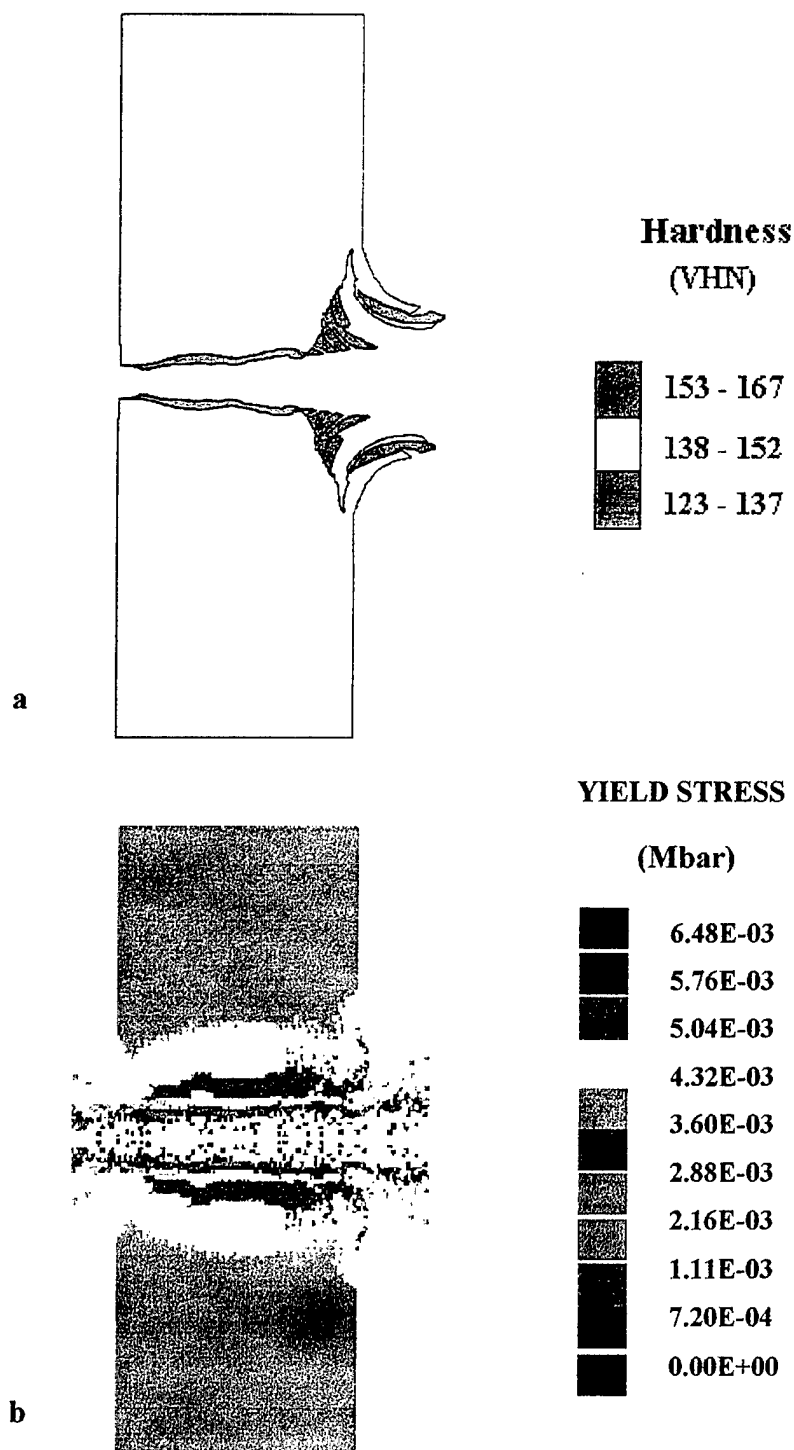 Hardness
(VHN)
153 - 167
138 - 152
123 - 137
a
YIELD STRESS
(Mbar)
6.48E-03
5.76E-03
5.04E-03
4.32E-03
3.60E-03
2.88E-03
2.16E-03
1.11E-03
7.20E-04
0.00E+00
b